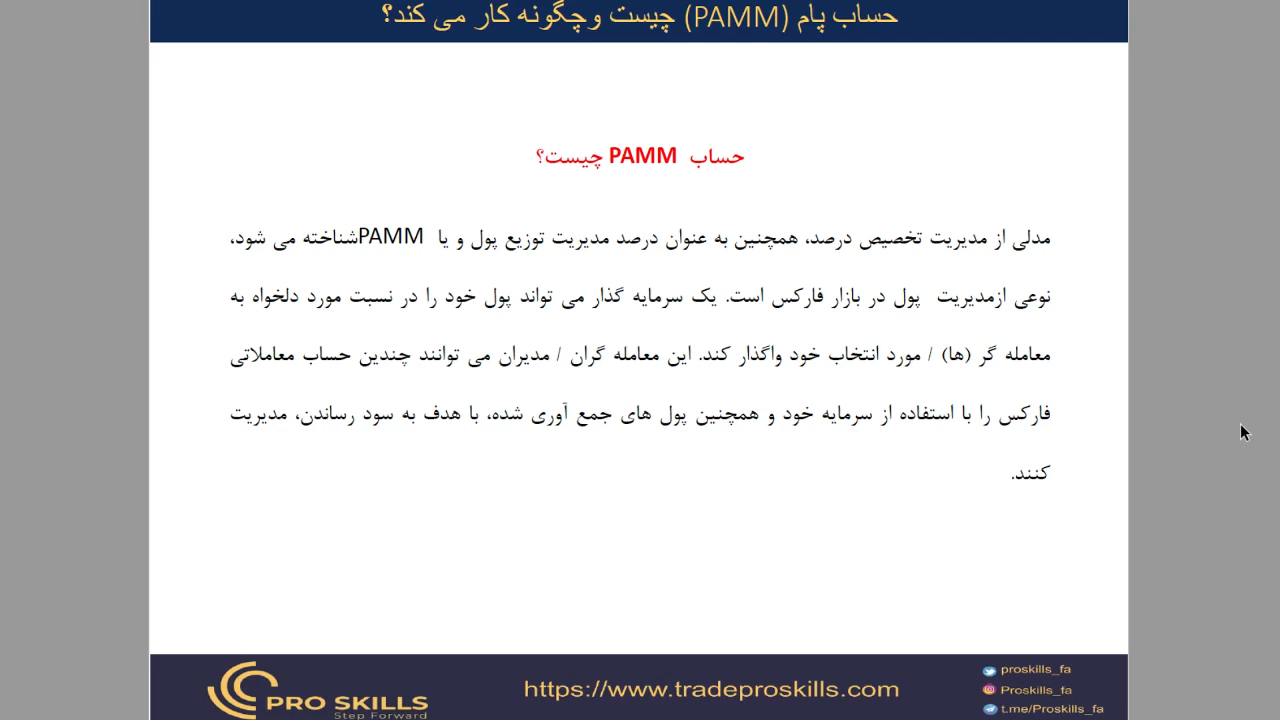 حساب پام (PAMM) چیست وچگونه کار می کند؟
حساب PAMM چیست؟
مدلی از مدیریت تخصیص درصد، همچنین به عنوان درصد مدیریت توزیع پول و یا PAMMشناخته می شود،
نوعی ازمدیریت پول در بازار فارکس است. یک سرمایه گذار می تواند پول خود را در نسبت مورد دلخواه به
معامله گر (ها) / مورد انتخاب خود واگذار کند. این معامله گران / مدیران می توانند چندین حساب معاملاتی
فارکس را با استفاده از سرمایه خود و همچنین پول های جمع آوری شده، با هدف به سود رساندن، مدیریت
کنند.
PRO SKILLS
Step Forward
https://www.tradeproskills.com
proskills_fa
Proskills_fa
t.me/Proskills_fa